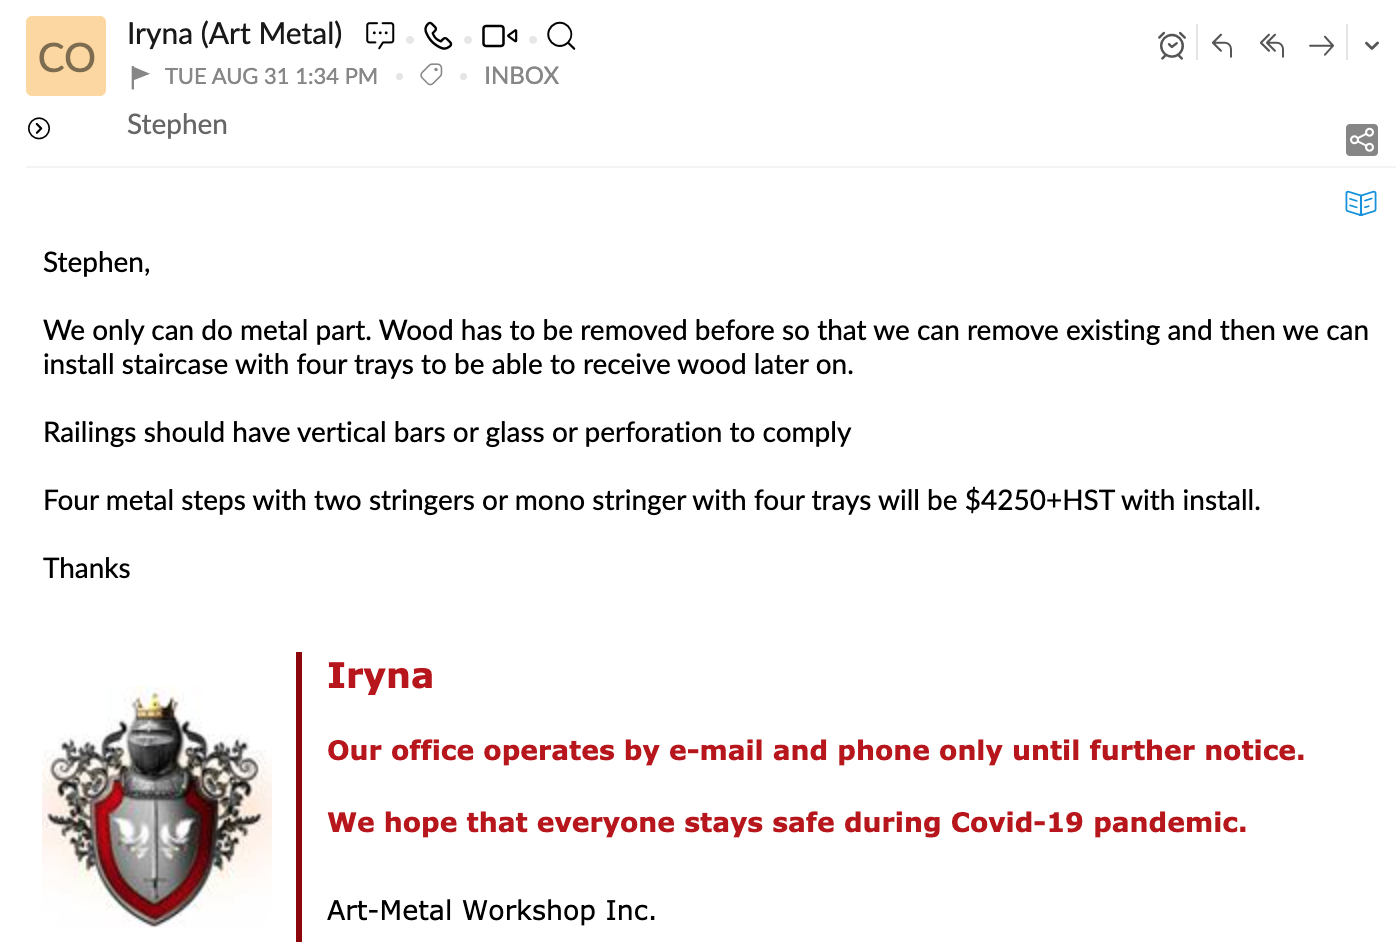 CO
Iryna (Art Metal)
TUE AUG 31 1:34 PM
INBOX
Stephen
Stephen,
We only can do metal part. Wood has to be removed before so that we can remove existing and then we can
install staircase with four trays to be able to receive wood later on.
Railings should have vertical bars or glass or perforation to comply
Four metal steps with two stringers or mono stringer with four trays will be $4250+HST with install.
Thanks
Iryna
Our office operates by e-mail and phone only until further notice.
We hope that everyone stays safe during Covid-19 pandemic.
Art-Metal Workshop Inc.